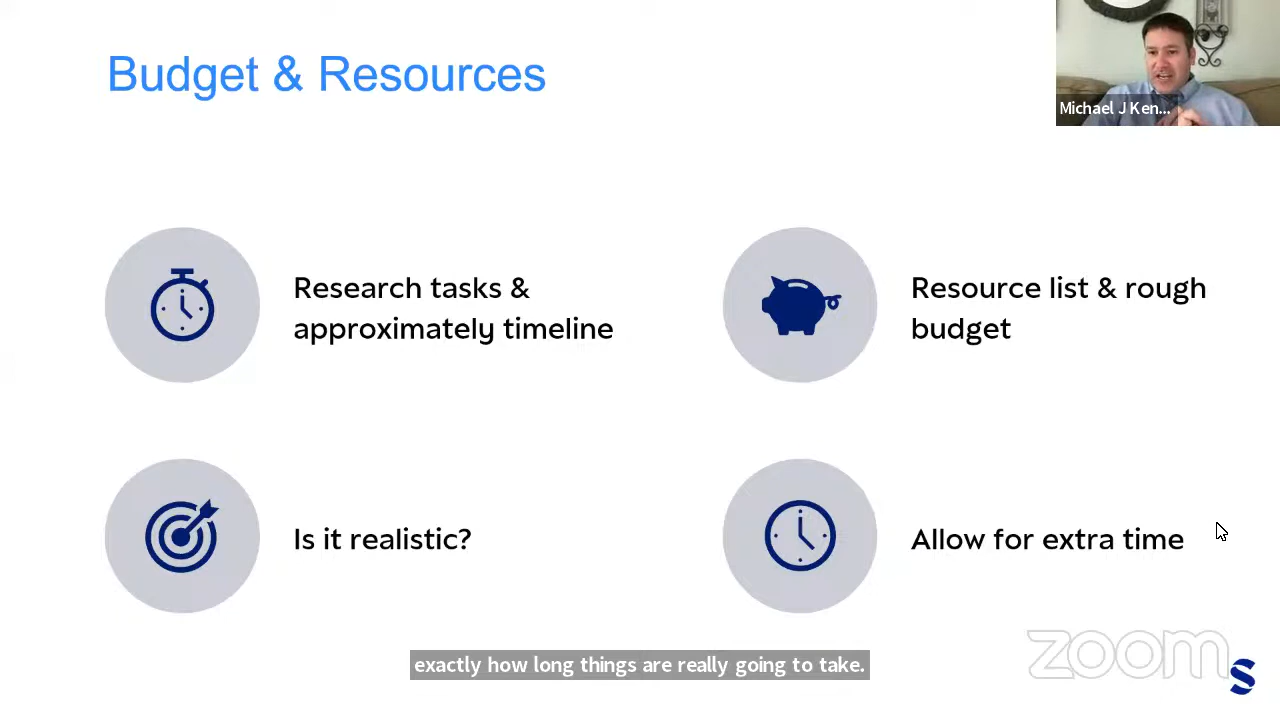 Budget & Resources
Michael J Ken...
Research tasks &
approximately timeline
Resource list & rough
budget
Is it realistic?
Allow for extra time
exactly how long things are really going to take.
zoom
S